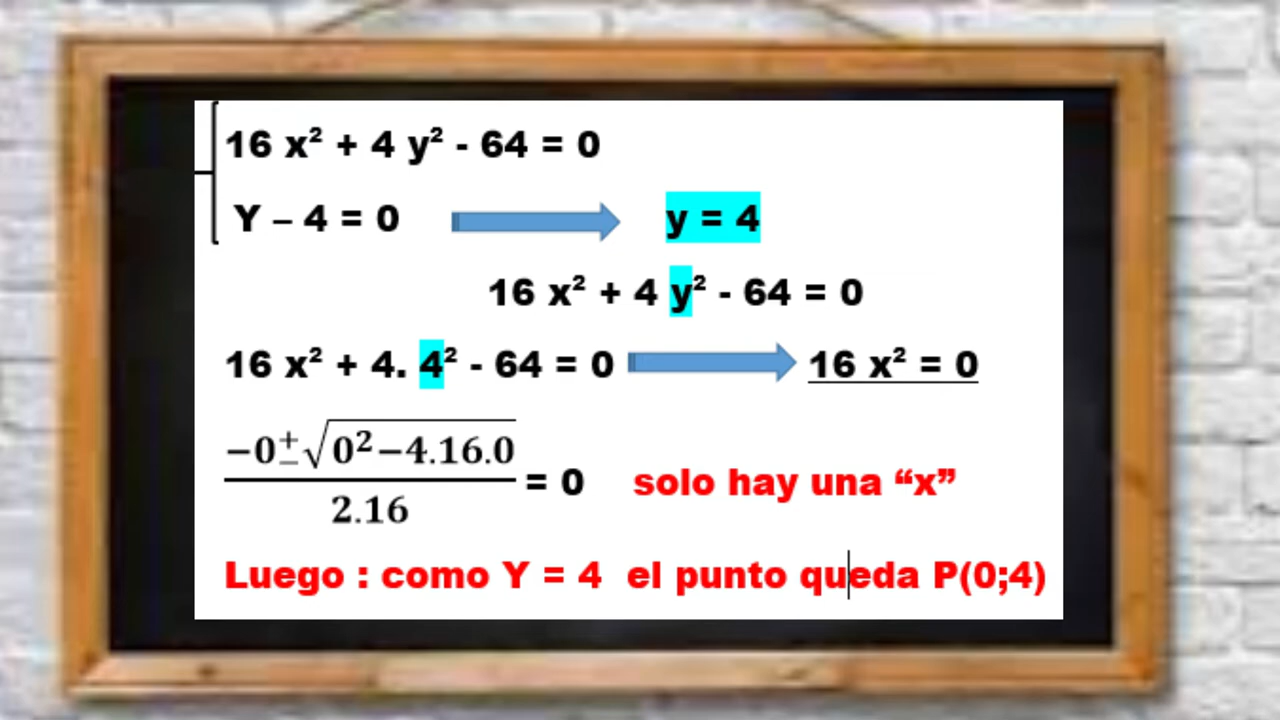 16 x² + 4 y² - 64 = 0
Y – 4 = 0 y = 4
16 x² + 4 y² - 64 = 0
16 x² + 4. 4² - 64 = 0 16 x² = 0
−0±√0²−4.16.0
2.16
= 0 solo hay una “x”
Luego : como Y = 4 el punto queda P(0;4)